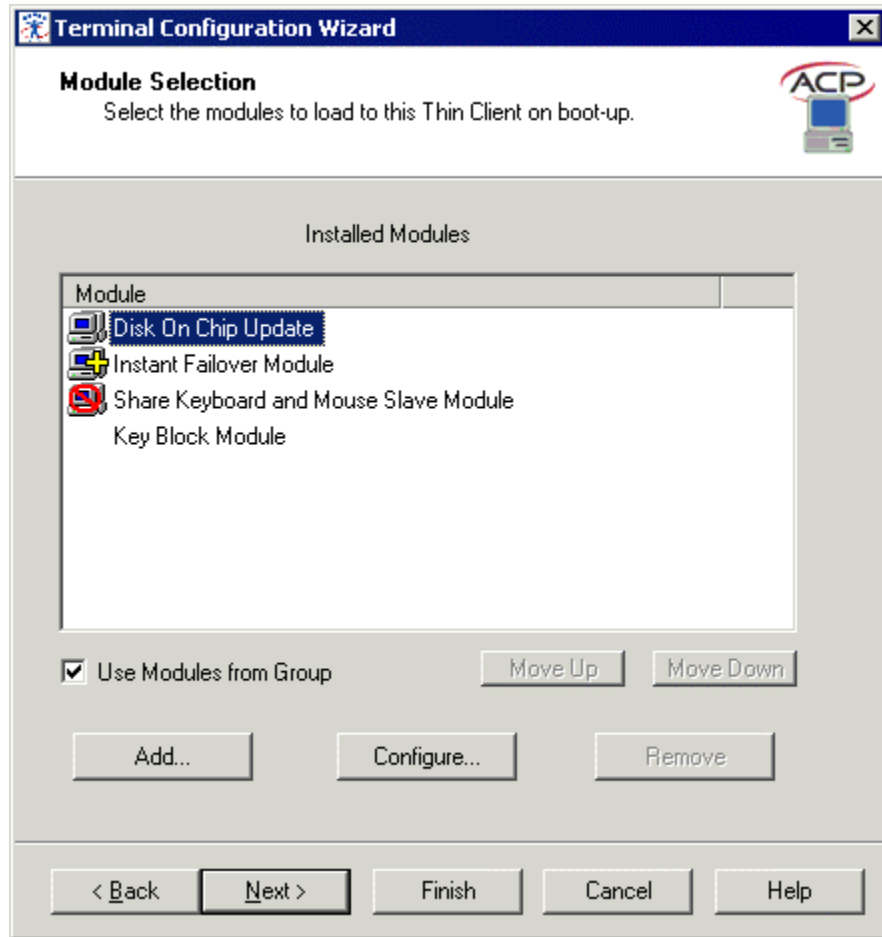 Terminal Configuration Wizard
Module Selection
Select the modules to load to this Thin Client on boot-up.
ACP
Installed Modules
Module
Disk On Chip Update
Instant Failover Module
Share Keyboard and Mouse Slave Module
Key Block Module
Use Modules from Group
Move Up
Move Down
Add...
Configure...
Remove
< Back
Next >
Finish
Cancel
Help